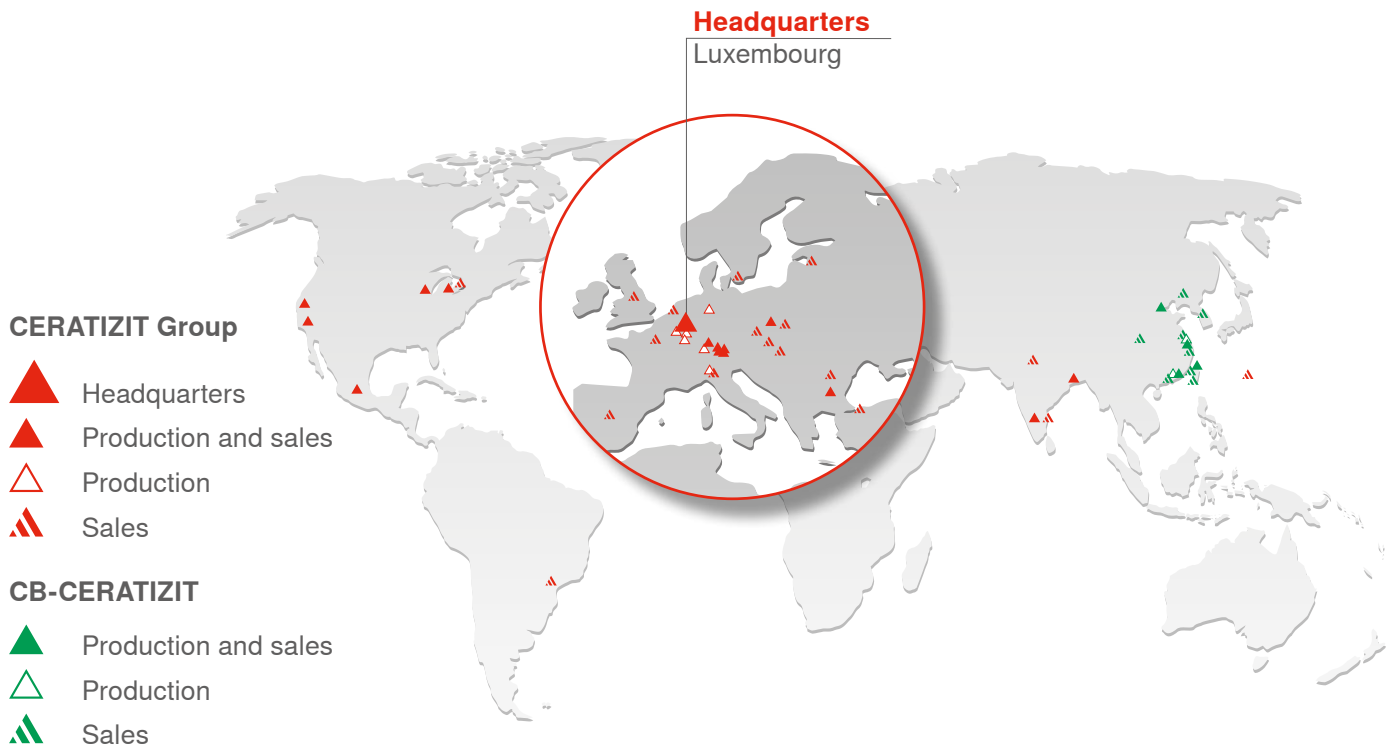 Headquarters
Luxembourg
CERATIZIT Group
Headquarters
Production and sales
Production
Sales
CB-CERATIZIT
Production and sales
Production
Sales